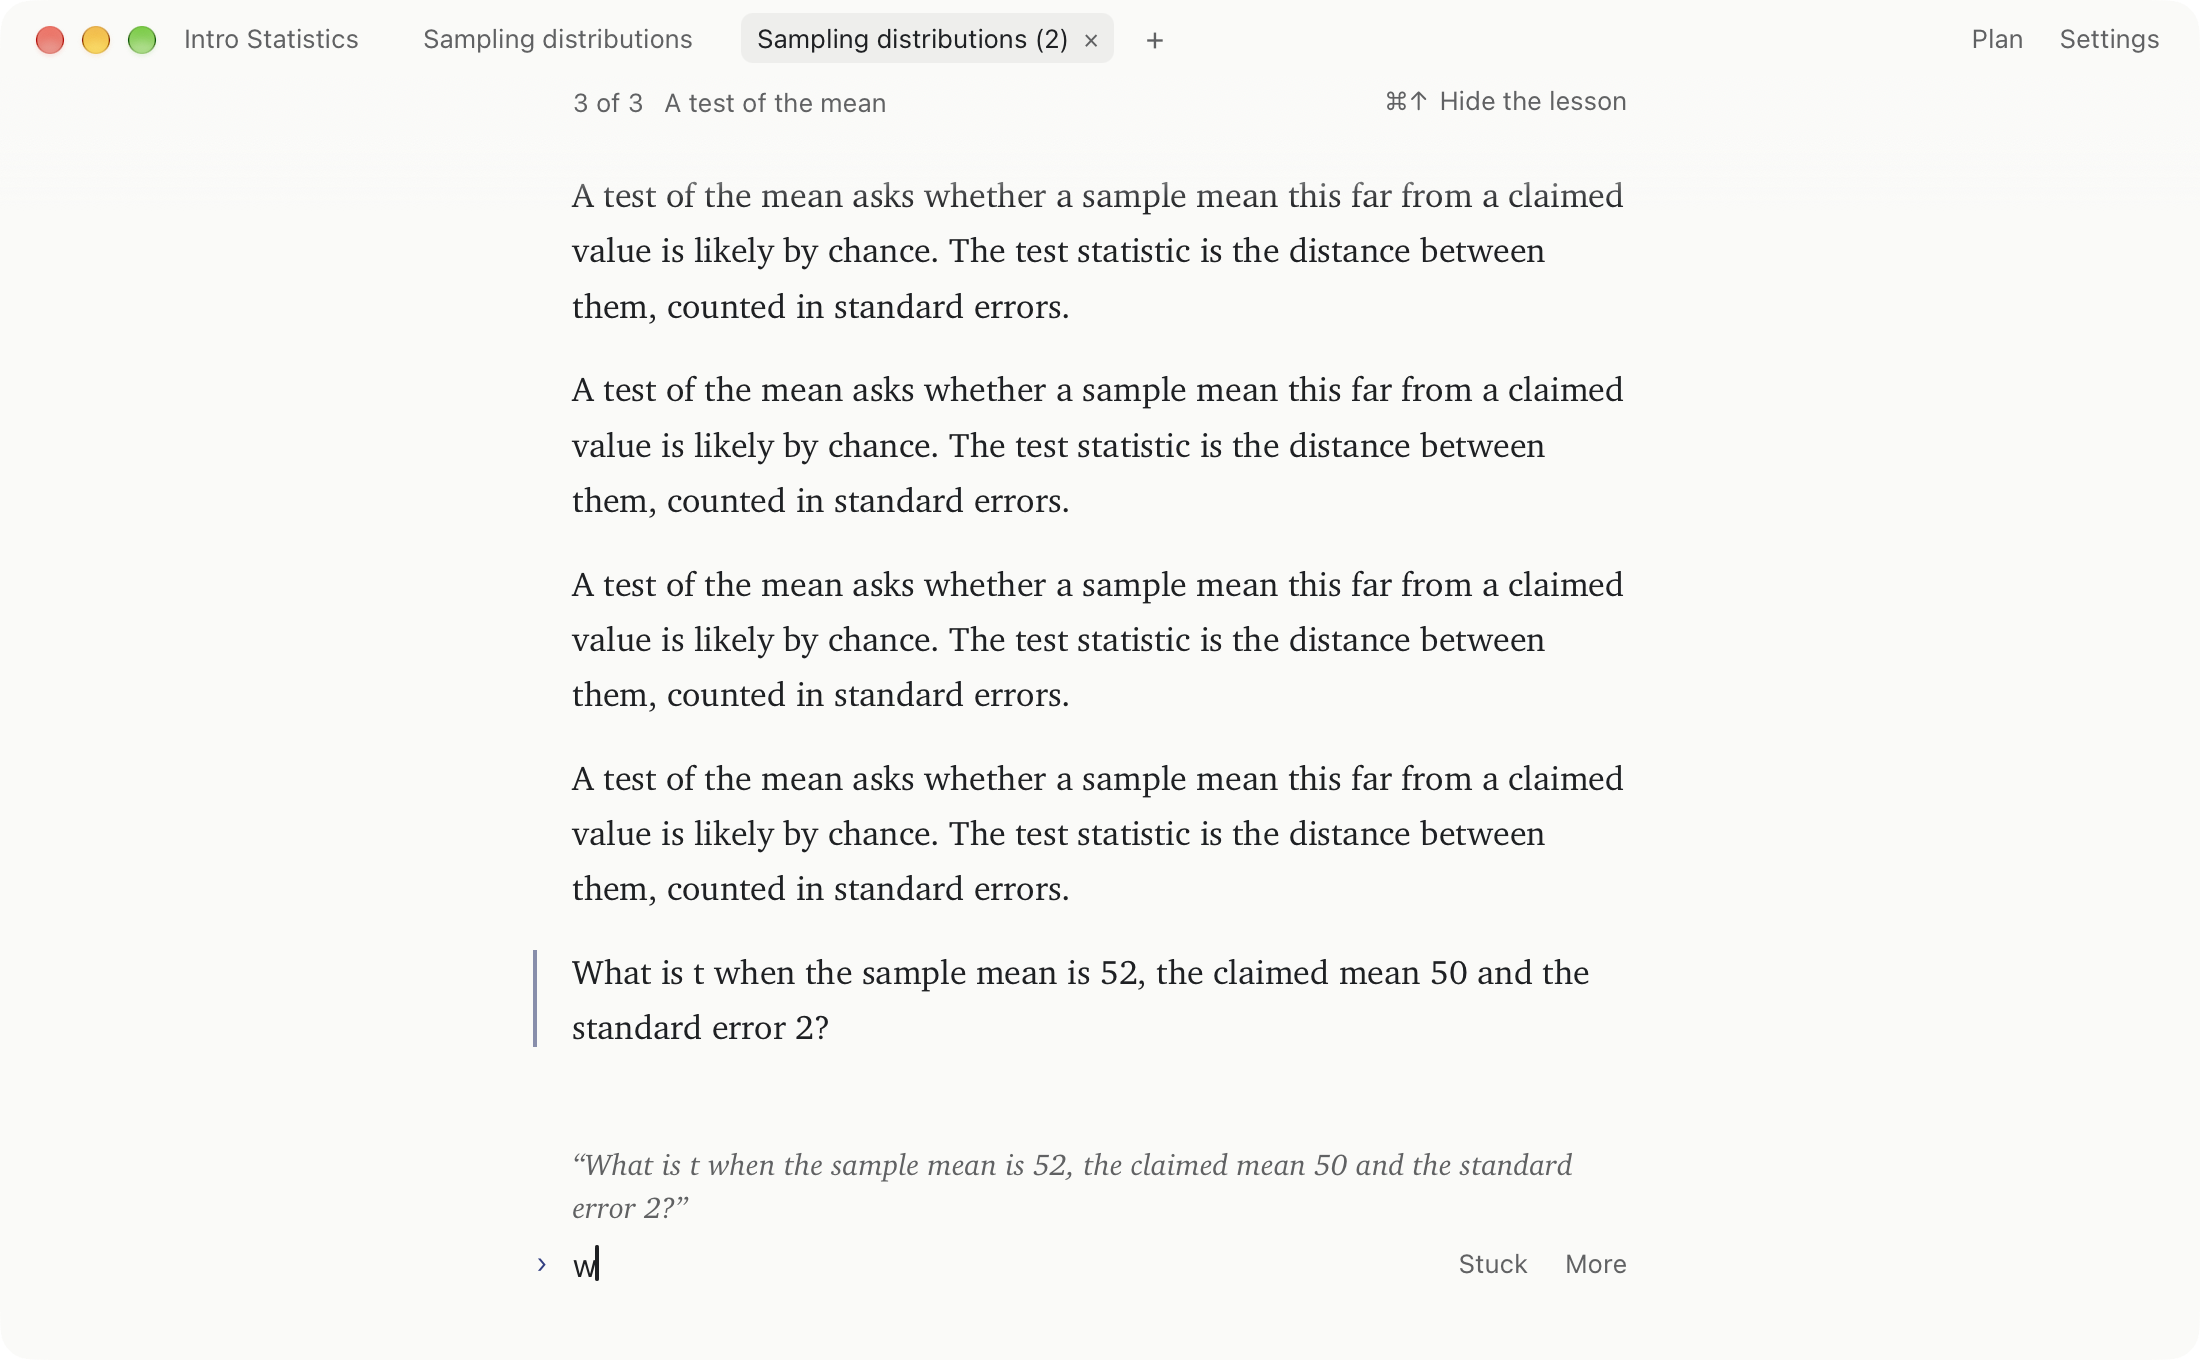 Intro Statistics Sampling distributions Sampling distributions (2) × + Plan Settings
3 of 3 A test of the mean ⌘↑ Hide the lesson
A test of the mean asks whether a sample mean this far from a claimed
value is likely by chance. The test statistic is the distance between
them, counted in standard errors.
A test of the mean asks whether a sample mean this far from a claimed
value is likely by chance. The test statistic is the distance between
them, counted in standard errors.
A test of the mean asks whether a sample mean this far from a claimed
value is likely by chance. The test statistic is the distance between
them, counted in standard errors.
A test of the mean asks whether a sample mean this far from a claimed
value is likely by chance. The test statistic is the distance between
them, counted in standard errors.
What is t when the sample mean is 52, the claimed mean 50 and the
standard error 2?
“What is t when the sample mean is 52, the claimed mean 50 and the standard
error 2?”
› w Stuck More